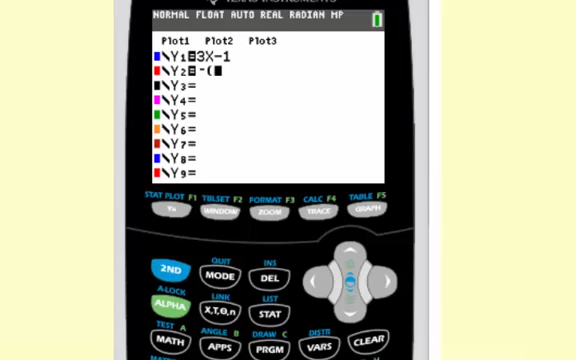 TEXAS INSTRUMENTS
NORMAL FLOAT AUTO REAL RADIAN MP
Plot1 Plot2 Plot3
\Y1=3X-1
\Y2=-(
\Y3=
\Y4=
\Y5=
\Y6=
\Y7=
\Y8=
\Y9=
STAT PLOT F1 TBLSET F2 FORMAT F3 CALC F4 TABLE F5
Y= WINDOW ZOOM TRACE GRAPH
QUIT INS
2ND MODE DEL
A-LOCK LINK LIST
ALPHA X,T,Θ,n STAT
TEST A ANGLE B DRAW C DISTR
MATH APPS PRGM VARS CLEAR